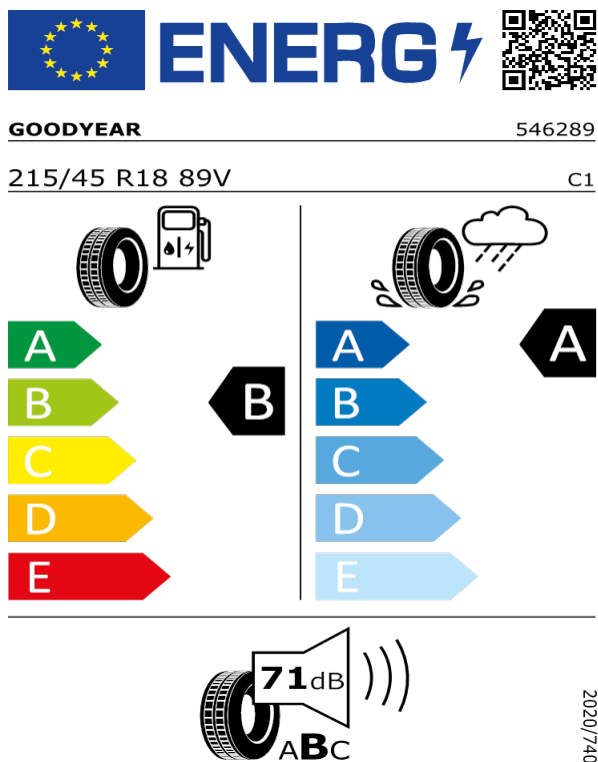 ENERG
GOODYEAR 546289
215/45 R18 89V C1
A A A
B B B
C C
D D
E E
71dB
ABC
2020/740